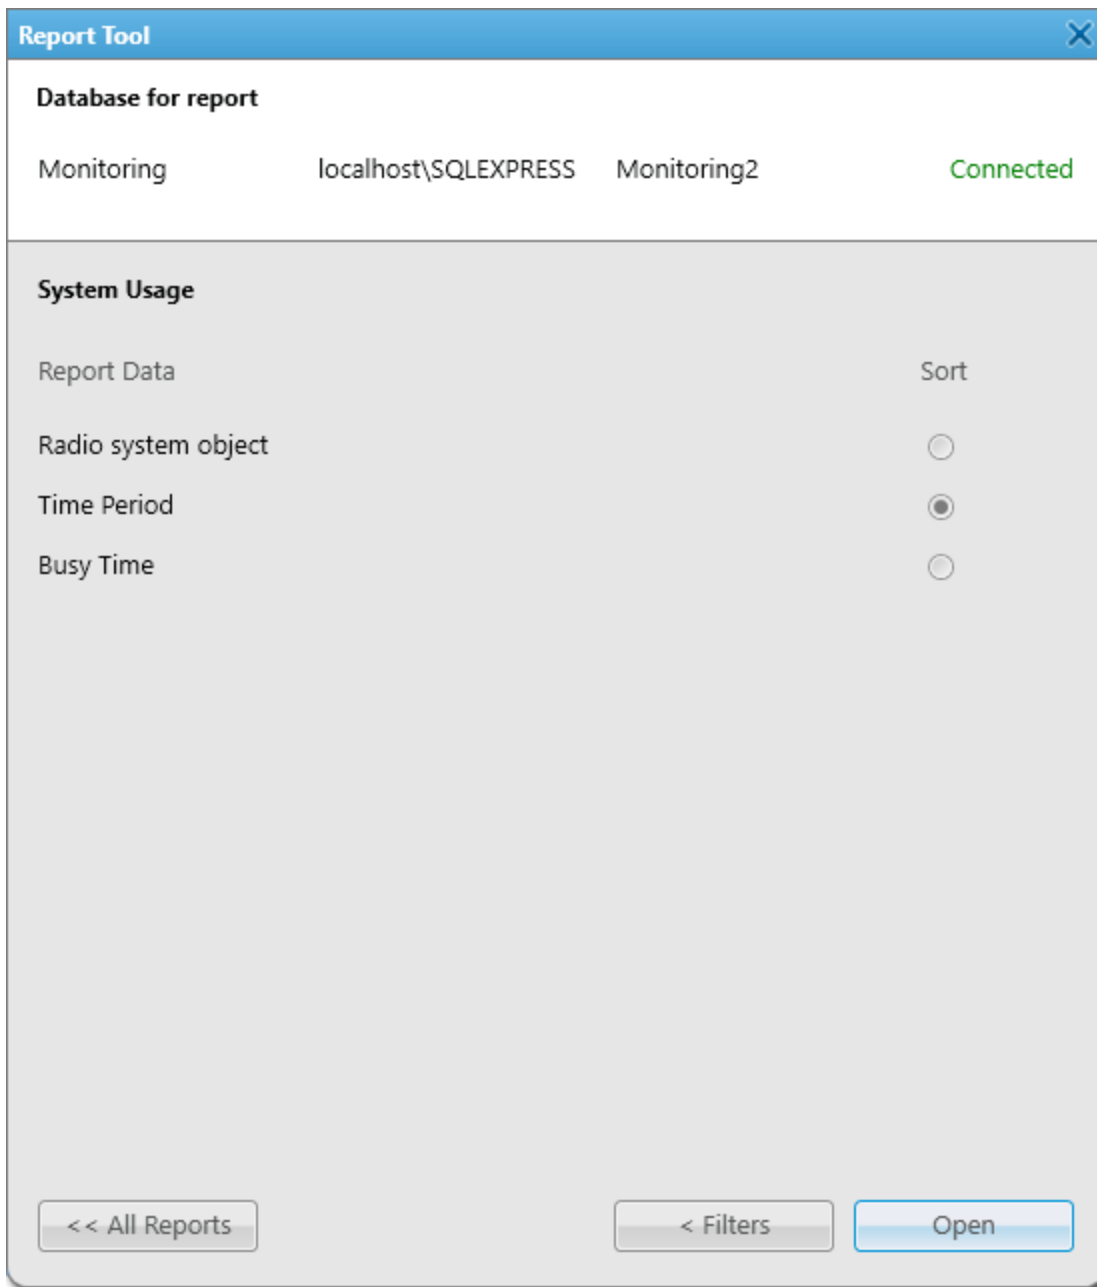 Report Tool
Database for report
Monitoring localhost\SQLEXPRESS Monitoring2 Connected
System Usage
Report Data Sort
Radio system object
Time Period
Busy Time
<< All Reports < Filters Open